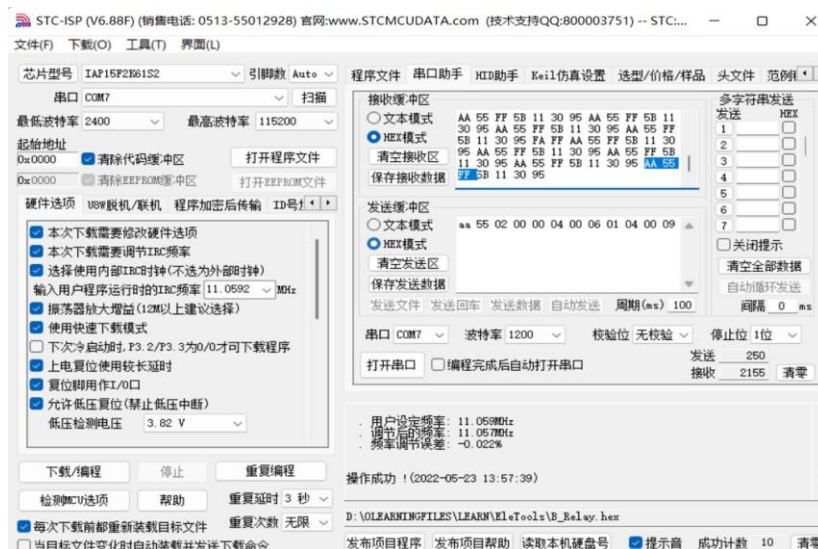 STC-ISP (V6.88F) (销售电话: 0513-55012928) 官网:www.STCMCUDATA.com (技术支持QQ:800003751) -- STC:...
文件(F) 下载(O) 工具(T) 界面(L)
芯片型号 IAP15F2K61S2 引脚数 Auto
串口 COM7 扫描
最低波特率 2400 最高波特率 115200
起始地址
0x0000 清除代码缓冲区 打开程序文件
0x0000 清除EEPROM缓冲区 打开EEPROM文件
硬件选项 U8W脱机/联机 程序加密后传输 ID号
本次下载需要修改硬件选项
本次下载需要调节IRC频率
选择使用内部IRC时钟(不选为外部时钟)
输入用户程序运行时的IRC频率 11.0592 MHz
振荡器放大增益(12M以上建议选择)
使用快速下载模式
下次冷启动时,P3.2/P3.3为0/0才可下载程序
上电复位使用较长延时
复位脚用作I/O口
允许低压复位(禁止低压中断)
低压检测电压 3.82 V
下载/编程 停止 重复编程
检测MCU选项 帮助 重复延时 3 秒
每次下载前都重新装载目标文件 重复次数 无限
当目标文件变化时自动装载并发送下载命令
程序文件 串口助手 HID助手 Keil仿真设置 选型/价格/样品 头文件 范例
接收缓冲区
文本模式
HEX模式
清空接收区
保存接收数据
AA 55 FF 5B 11 30 95 AA 55 FF 5B 11
30 95 AA 55 FF 5B 11 30 95 AA 55 FF
5B 11 30 95 FA FF AA 55 FF 5B 11 30
95 AA 55 FF 5B 11 30 95 AA 55 FF 5B
11 30 95 AA 55 FF 5B 11 30 95 AA 55
FF 5B 11 30 95
多字符串发送
发送 HEX
1
2
3
4
5
6
7
关闭提示
清空全部数据
自动循环发送
间隔 0 ms
发送缓冲区
文本模式
HEX模式
清空发送区
保存发送数据
aa 55 02 00 00 04 00 06 01 04 00 09
发送文件 发送回车 发送数据 自动发送 周期(ms) 100
串口 COM7 波特率 1200 校验位 无校验 停止位 1位
打开串口 编程完成后自动打开串口
发送 250
接收 2155 清零
. 用户设定频率: 11.059MHz
. 调节后的频率: 11.057MHz
. 频率调节误差: -0.022%
操作成功 !(2022-05-23 13:57:39)
D:\OLEARNINGFILES\LEARN\EleTools\B_Relay.hex
发布项目程序 发布项目帮助 读取本机硬盘号 提示音 成功计数 10 清零